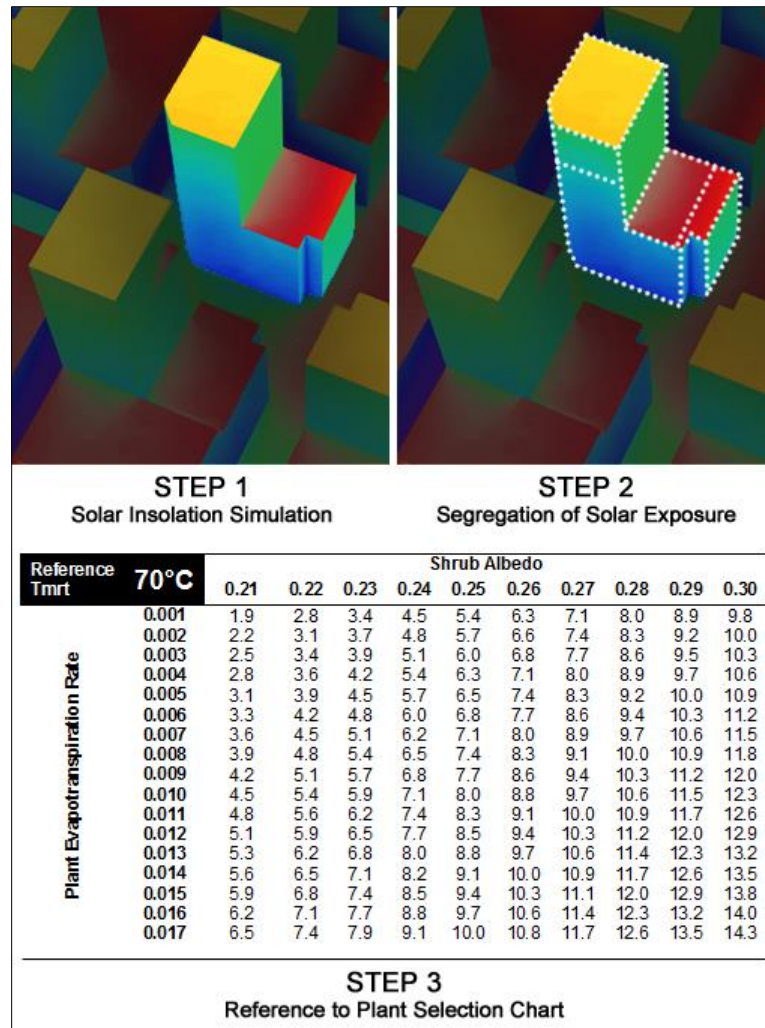 STEP 1
Solar Insolation Simulation
STEP 2
Segregation of Solar Exposure
Reference Tmrt 70°C Shrub Albedo
0.21 0.22 0.23 0.24 0.25 0.26 0.27 0.28 0.29 0.30
Plant Evapotranspiration Rate
0.001 1.9 2.8 3.4 4.5 5.4 6.3 7.1 8.0 8.9 9.8
0.002 2.2 3.1 3.7 4.8 5.7 6.6 7.4 8.3 9.2 10.0
0.003 2.5 3.4 3.9 5.1 6.0 6.8 7.7 8.6 9.5 10.3
0.004 2.8 3.6 4.2 5.4 6.3 7.1 8.0 8.9 9.7 10.6
0.005 3.1 3.9 4.5 5.7 6.5 7.4 8.3 9.2 10.0 10.9
0.006 3.3 4.2 4.8 6.0 6.8 7.7 8.6 9.4 10.3 11.2
0.007 3.6 4.5 5.1 6.2 7.1 8.0 8.9 9.7 10.6 11.5
0.008 3.9 4.8 5.4 6.5 7.4 8.3 9.1 10.0 10.9 11.8
0.009 4.2 5.1 5.7 6.8 7.7 8.6 9.4 10.3 11.2 12.0
0.010 4.5 5.4 5.9 7.1 8.0 8.8 9.7 10.6 11.5 12.3
0.011 4.8 5.6 6.2 7.4 8.3 9.1 10.0 10.9 11.7 12.6
0.012 5.1 5.9 6.5 7.7 8.5 9.4 10.3 11.2 12.0 12.9
0.013 5.3 6.2 6.8 8.0 8.8 9.7 10.6 11.4 12.3 13.2
0.014 5.6 6.5 7.1 8.2 9.1 10.0 10.9 11.7 12.6 13.5
0.015 5.9 6.8 7.4 8.5 9.4 10.3 11.1 12.0 12.9 13.8
0.016 6.2 7.1 7.7 8.8 9.7 10.6 11.4 12.3 13.2 14.0
0.017 6.5 7.4 7.9 9.1 10.0 10.8 11.7 12.6 13.5 14.3
STEP 3
Reference to Plant Selection Chart